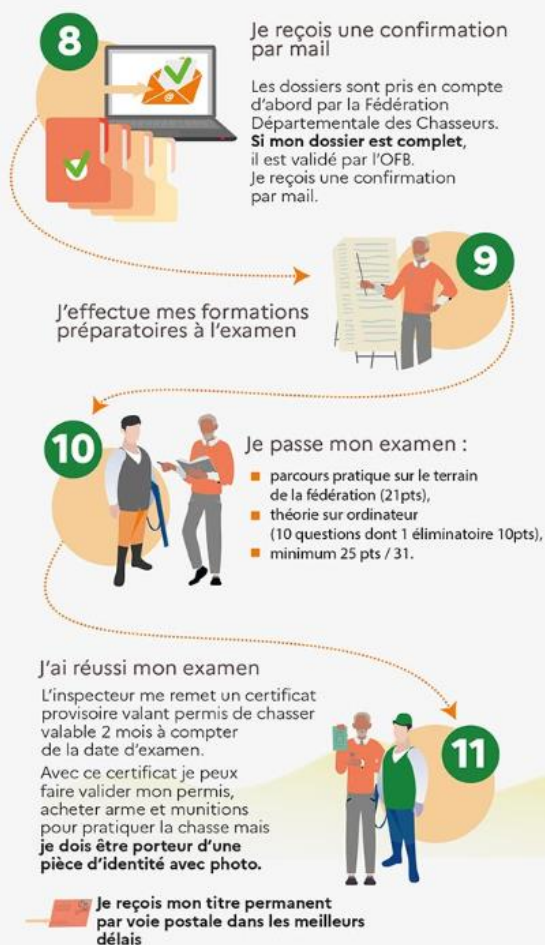 8
Je reçois une confirmation
par mail
Les dossiers sont pris en compte
d'abord par la Fédération
Départementale des Chasseurs.
Si mon dossier est complet,
il est validé par l'OFB.
Je reçois une confirmation
par mail.
@
9
J'effectue mes formations
préparatoires à l'examen
10
Je passe mon examen :
parcours pratique sur le terrain
de la fédération (21pts),
théorie sur ordinateur
(10 questions dont 1 éliminatoire 10pts),
minimum 25 pts / 31.
J'ai réussi mon examen
L'inspecteur me remet un certificat
provisoire valant permis de chasser
valable 2 mois à compter
de la date d'examen.
Avec ce certificat je peux
faire valider mon permis,
acheter arme et munitions
pour pratiquer la chasse mais
je dois être porteur d'une
pièce d'identité avec photo.
11
Je reçois mon titre permanent
par voie postale dans les meilleurs
délais